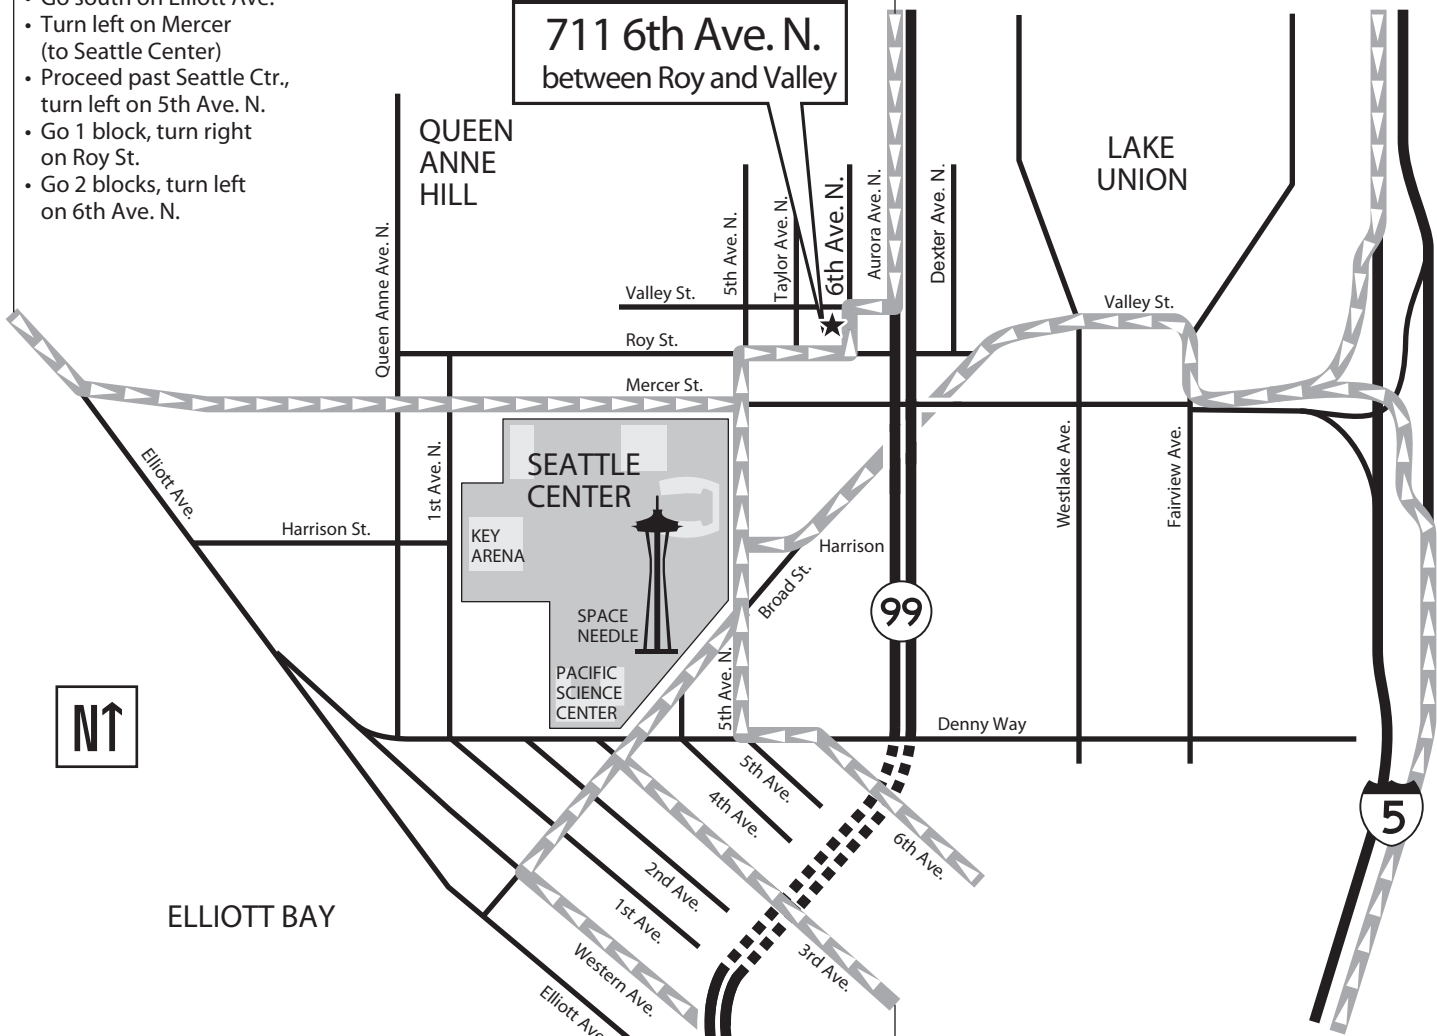 • Go south on Elliott Ave.
• Turn left on Mercer
(to Seattle Center)
• Proceed past Seattle Ctr.,
turn left on 5th Ave. N.
• Go 1 block, turn right
on Roy St.
• Go 2 blocks, turn left
on 6th Ave. N.
711 6th Ave. N.
between Roy and Valley
QUEEN
ANNE
HILL
LAKE
UNION
Queen Anne Ave. N.
5th Ave. N.
Taylor Ave. N.
6th Ave. N.
Aurora Ave. N.
Dexter Ave. N.
Valley St.
Valley St.
Roy St.
Mercer St.
Elliott Ave.
1st Ave. N.
SEATTLE
CENTER
Westlake Ave.
Fairview Ave.
Harrison St.
KEY
ARENA
Harrison
Broad St.
99
SPACE
NEEDLE
PACIFIC
SCIENCE
CENTER
5th Ave. N.
N
Denny Way
5th Ave.
4th Ave.
6th Ave.
5
2nd Ave.
1st Ave.
3rd Ave.
ELLIOTT BAY
Western Ave.
Elliott Ave